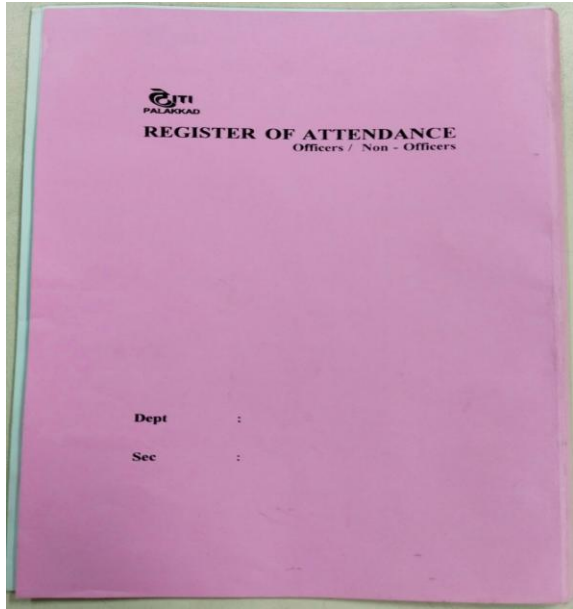 ITI
PALAKKAD
REGISTER OF ATTENDANCE
Officers / Non - Officers
Dept :
Sec :